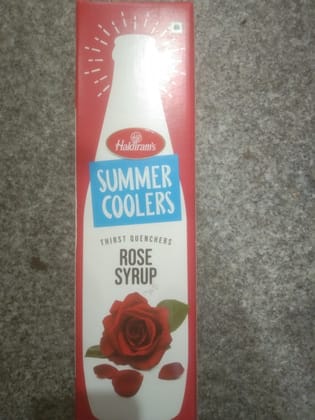 Haldiram's
SUMMER
COOLERS
THIRST QUENCHERS
ROSE
SYRUP